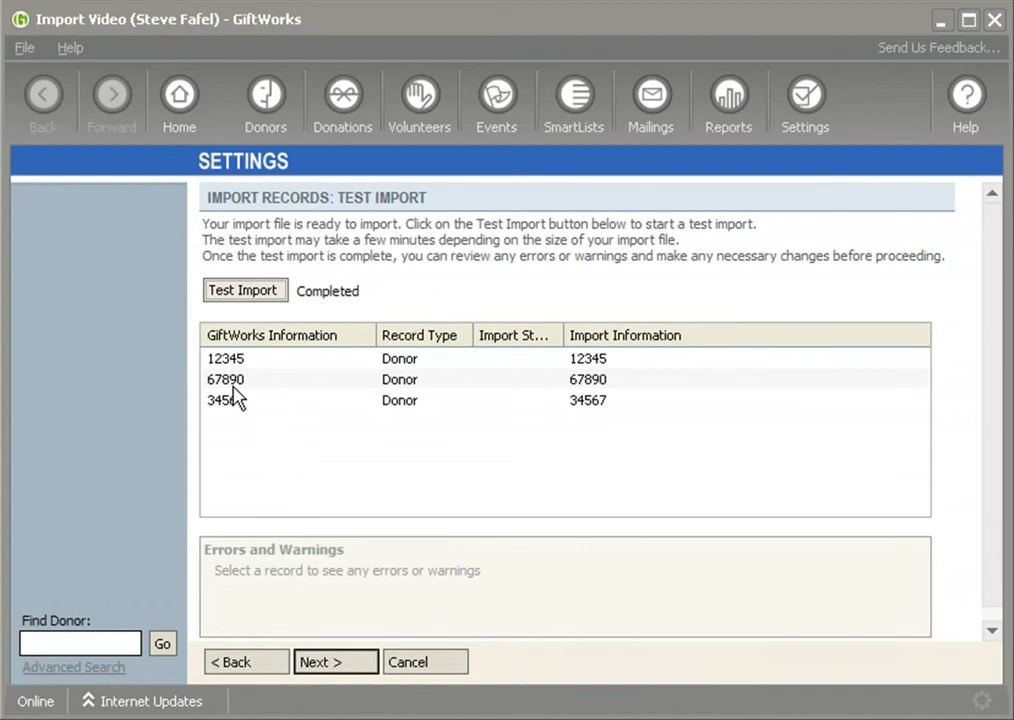 Import Video (Steve Fafel) - GiftWorks
File Help Send Us Feedback...
Back Forward Home Donors Donations Volunteers Events SmartLists Mailings Reports Settings Help
SETTINGS
IMPORT RECORDS: TEST IMPORT
Your import file is ready to import. Click on the Test Import button below to start a test import.
The test import may take a few minutes depending on the size of your import file.
Once the test import is complete, you can review any errors or warnings and make any necessary changes before proceeding.
Test Import Completed
GiftWorks Information Record Type Import St... Import Information
12345 Donor 12345
67890 Donor 67890
34567 Donor 34567
Errors and Warnings
Select a record to see any errors or warnings
Find Donor:
Go
Advanced Search
< Back Next > Cancel
Online Internet Updates